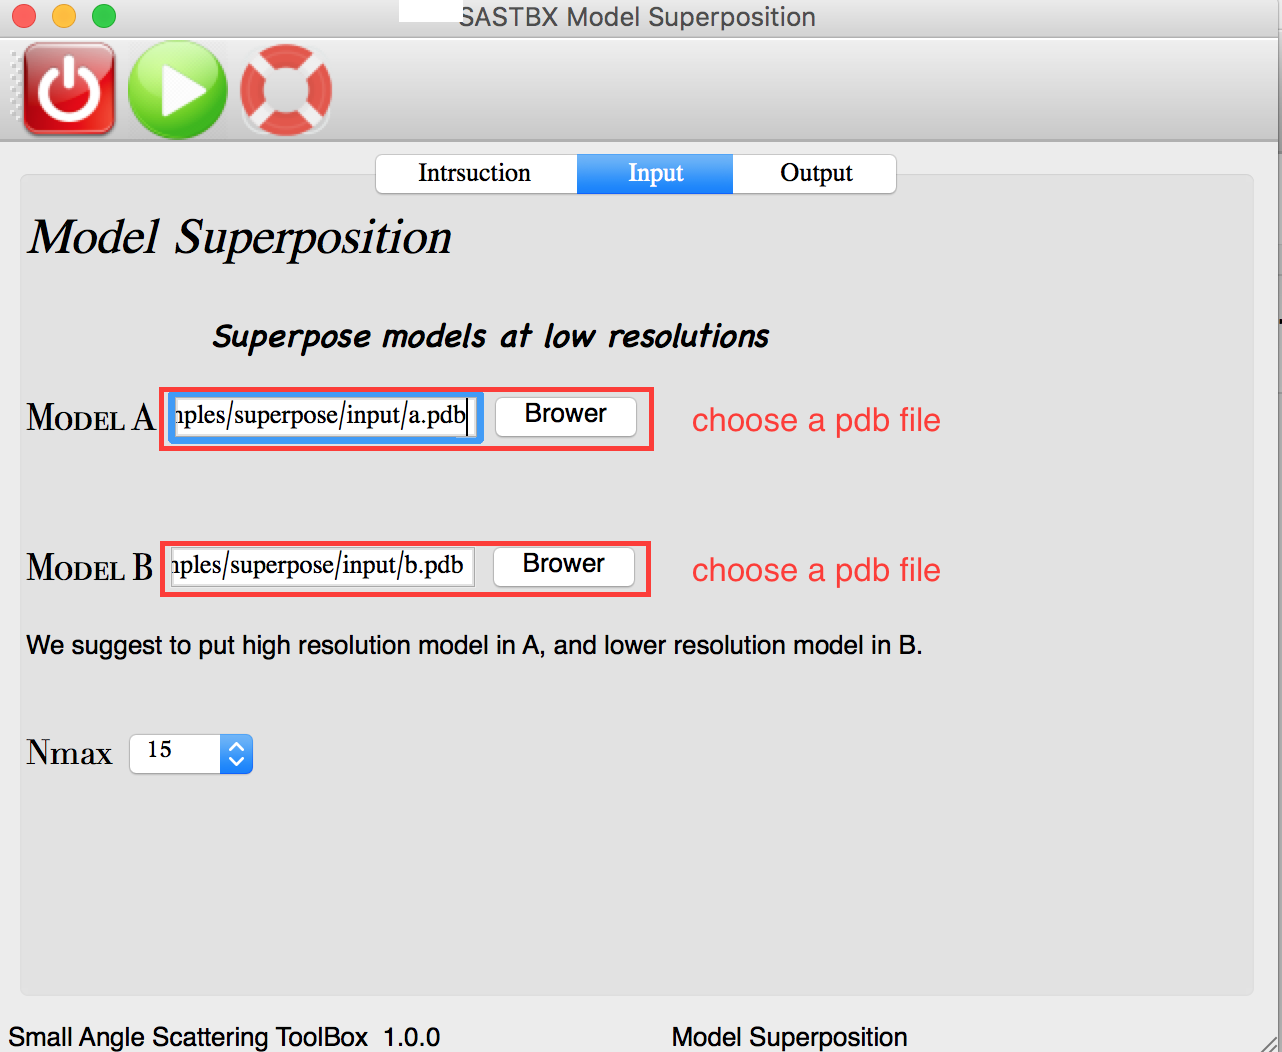 SASTBX Model Superposition
Intrsuction Input Output
Model Superposition
Superpose models at low resolutions
MODEL A nples/superpose/input/a.pdb Brower choose a pdb file
MODEL B nples/superpose/input/b.pdb Brower choose a pdb file
We suggest to put high resolution model in A, and lower resolution model in B.
Nmax 15
Small Angle Scattering ToolBox 1.0.0 Model Superposition